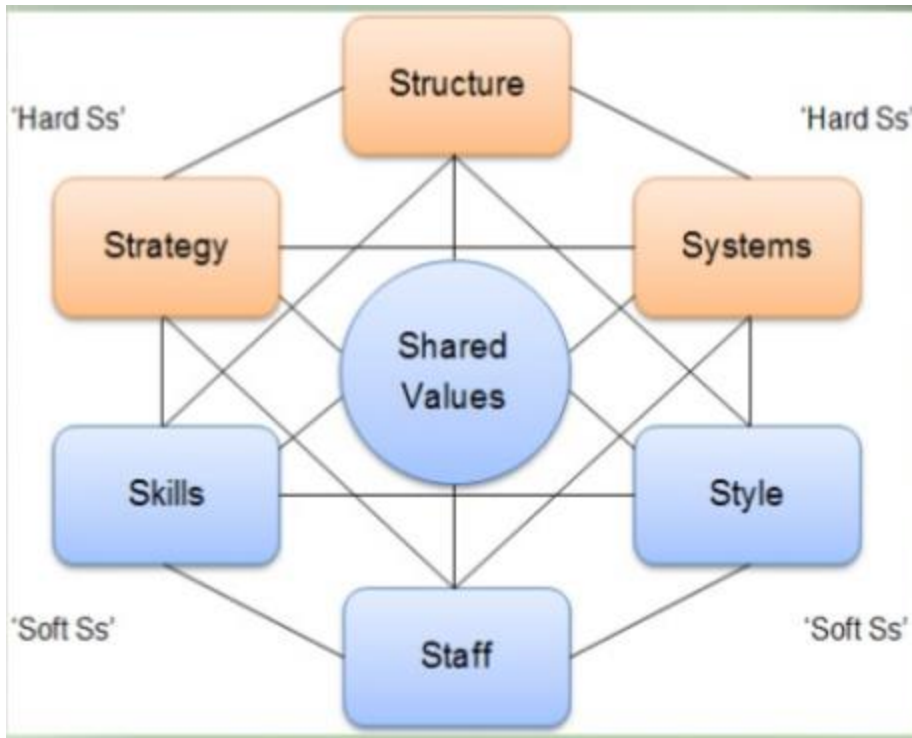 Structure
'Hard Ss'
'Hard Ss'
Strategy
Systems
Shared
Values
Skills
Style
'Soft Ss'
'Soft Ss'
Staff